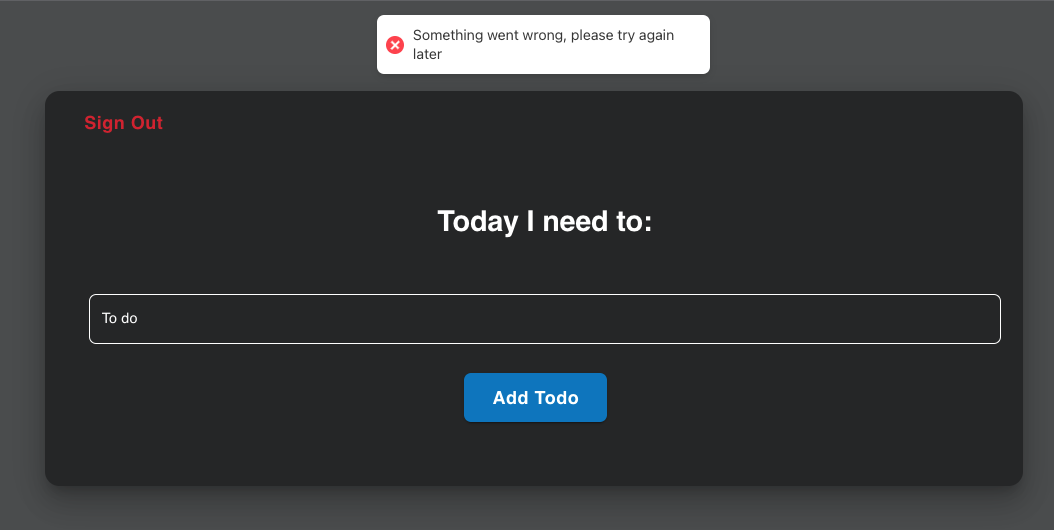 Something went wrong, please try again
later
Sign Out
Today I need to:
To do
Add Todo